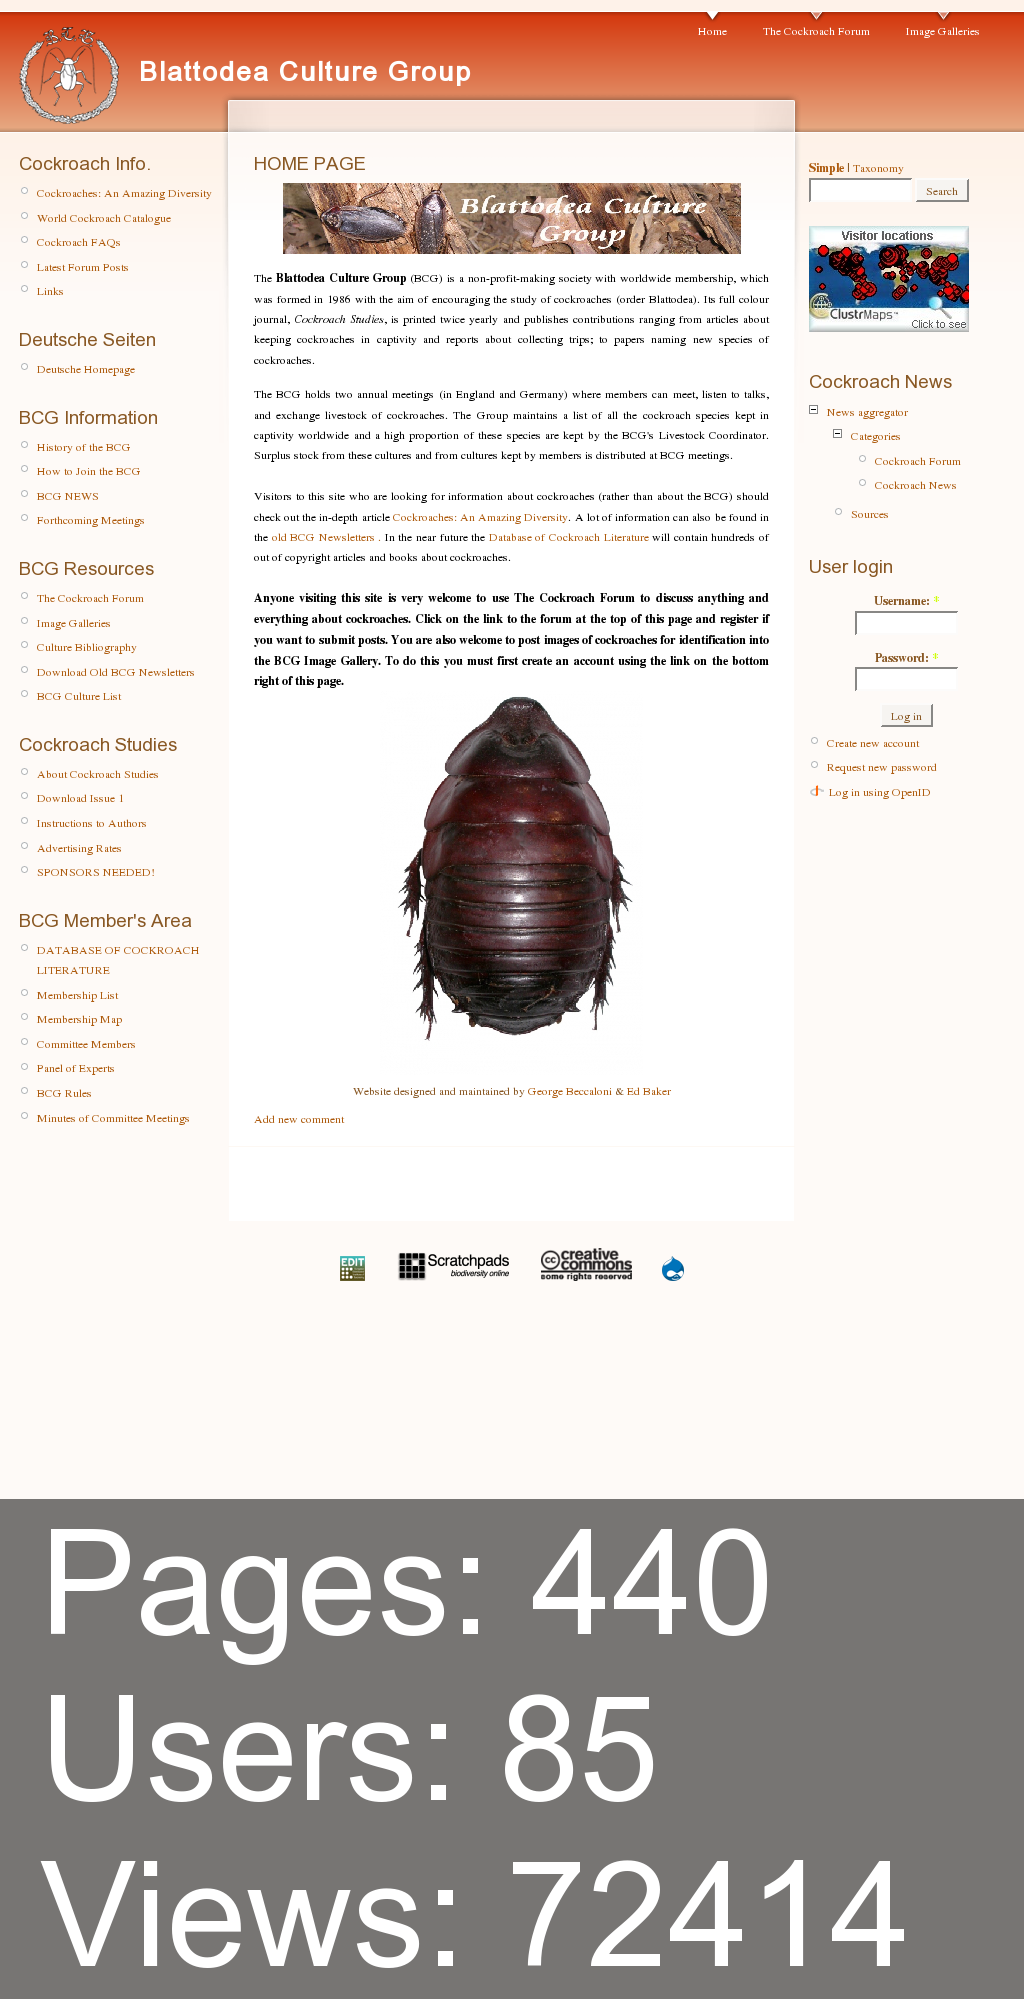 Home
The Cockroach Forum
Image Galleries
Blattodea Culture Group
Cockroach Info.
Cockroaches: An Amazing Diversity
World Cockroach Catalogue
Cockroach FAQs
Latest Forum Posts
Links
Deutsche Seiten
Deutsche Homepage
BCG Information
History of the BCG
How to Join the BCG
BCG NEWS
Forthcoming Meetings
BCG Resources
The Cockroach Forum
Image Galleries
Culture Bibliography
Download Old BCG Newsletters
BCG Culture List
Cockroach Studies
About Cockroach Studies
Download Issue 1
Instructions to Authors
Advertising Rates
SPONSORS NEEDED!
BCG Member's Area
DATABASE OF COCKROACH
LITERATURE
Membership List
Membership Map
Committee Members
Panel of Experts
BCG Rules
Minutes of Committee Meetings
HOME PAGE
Blattodea Culture
Group
The Blattodea Culture Group (BCG) is a non-profit-making society with worldwide membership, which
was formed in 1986 with the aim of encouraging the study of cockroaches (order Blattodea). Its full colour
journal, Cockroach Studies, is printed twice yearly and publishes contributions ranging from articles about
keeping cockroaches in captivity and reports about collecting trips; to papers naming new species of
cockroaches.
The BCG holds two annual meetings (in England and Germany) where members can meet, listen to talks,
and exchange livestock of cockroaches. The Group maintains a list of all the cockroach species kept in
captivity worldwide and a high proportion of these species are kept by the BCG's Livestock Coordinator.
Surplus stock from these cultures and from cultures kept by members is distributed at BCG meetings.
Visitors to this site who are looking for information about cockroaches (rather than about the BCG) should
check out the in-depth article Cockroaches: An Amazing Diversity. A lot of information can also be found in
the old BCG Newsletters . In the near future the Database of Cockroach Literature will contain hundreds of
out of copyright articles and books about cockroaches.
Anyone visiting this site is very welcome to use The Cockroach Forum to discuss anything and
everything about cockroaches. Click on the link to the forum at the top of this page and register if
you want to submit posts. You are also welcome to post images of cockroaches for identification into
the BCG Image Gallery. To do this you must first create an account using the link on the bottom
right of this page.
Website designed and maintained by George Beccaloni & Ed Baker
Add new comment
Simple | Taxonomy
Search
Visitor locations
ClustrMaps™
Click to see
Cockroach News
News aggregator
Categories
Cockroach Forum
Cockroach News
Sources
User login
Username: *
Password: *
Log in
Create new account
Request new password
Log in using OpenID
EDIT
Scratchpads
biodiversity online
cc creative
commons
some rights reserved
Pages: 440
Users: 85
Views: 72414